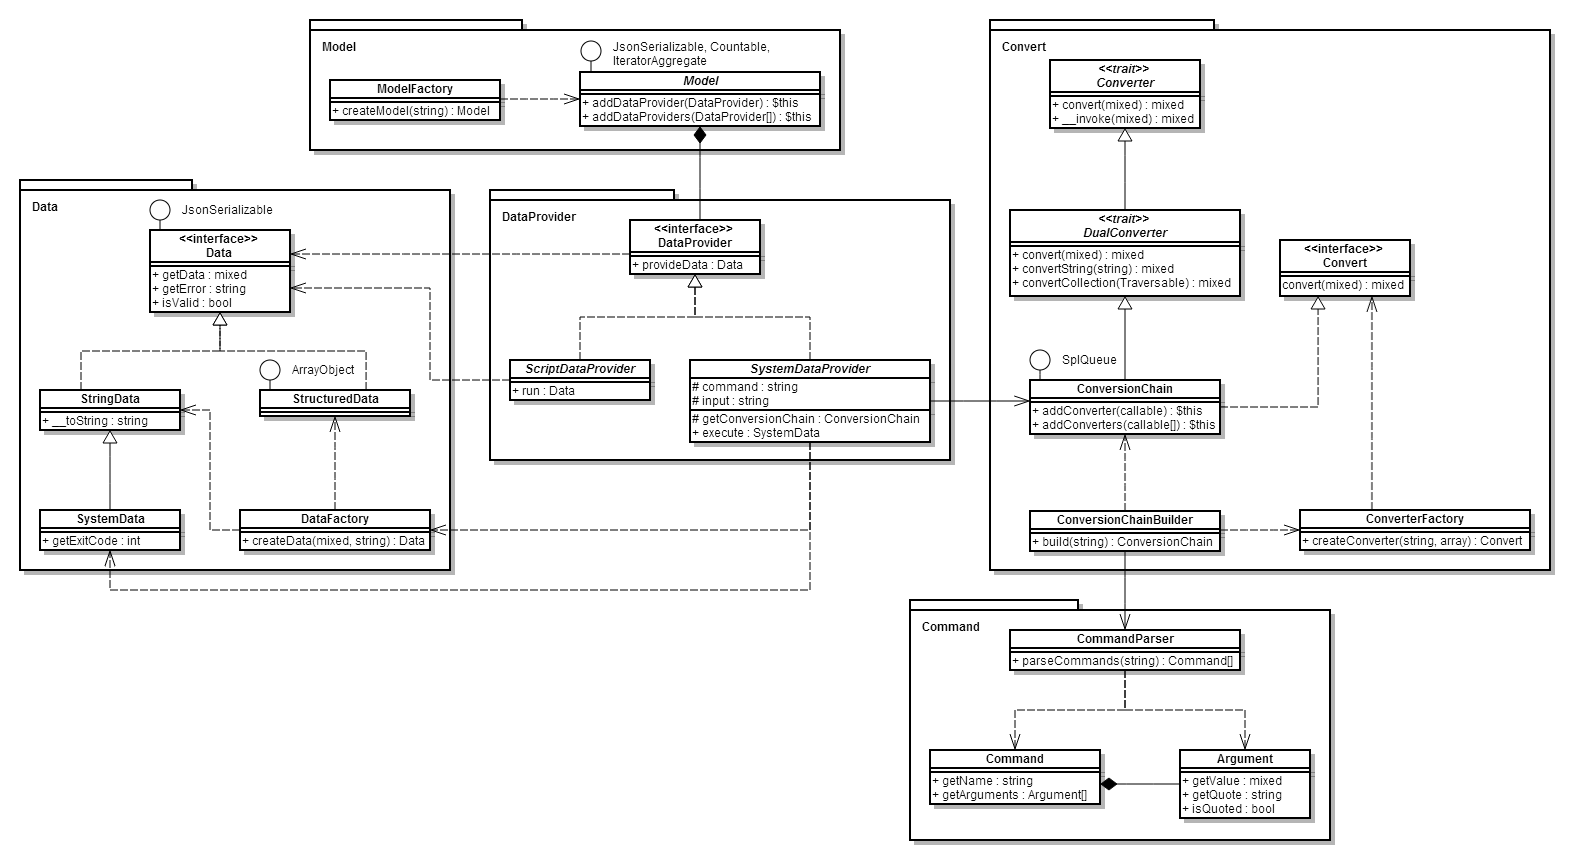 Model
JsonSerializable, Countable,
IteratorAggregate
ModelFactory
+ createModel(string) : Model
Model
+ addDataProvider(DataProvider) : $this
+ addDataProviders(DataProvider[]) : $this
Data
JsonSerializable
<<interface>>
Data
+ getData : mixed
+ getError : string
+ isValid : bool
ArrayObject
StringData
+ __toString : string
StructuredData
SystemData
+ getExitCode : int
DataFactory
+ createData(mixed, string) : Data
DataProvider
<<interface>>
DataProvider
+ provideData : Data
ScriptDataProvider
+ run : Data
SystemDataProvider
# command : string
# input : string
# getConversionChain : ConversionChain
+ execute : SystemData
Convert
<<trait>>
Converter
+ convert(mixed) : mixed
+ __invoke(mixed) : mixed
<<trait>>
DualConverter
+ convert(mixed) : mixed
+ convertString(string) : mixed
+ convertCollection(Traversable) : mixed
<<interface>>
Convert
convert(mixed) : mixed
SplQueue
ConversionChain
+ addConverter(callable) : $this
+ addConverters(callable[]) : $this
ConversionChainBuilder
+ build(string) : ConversionChain
ConverterFactory
+ createConverter(string, array) : Convert
Command
CommandParser
+ parseCommands(string) : Command[]
Command
+ getName : string
+ getArguments : Argument[]
Argument
+ getValue : mixed
+ getQuote : string
+ isQuoted : bool